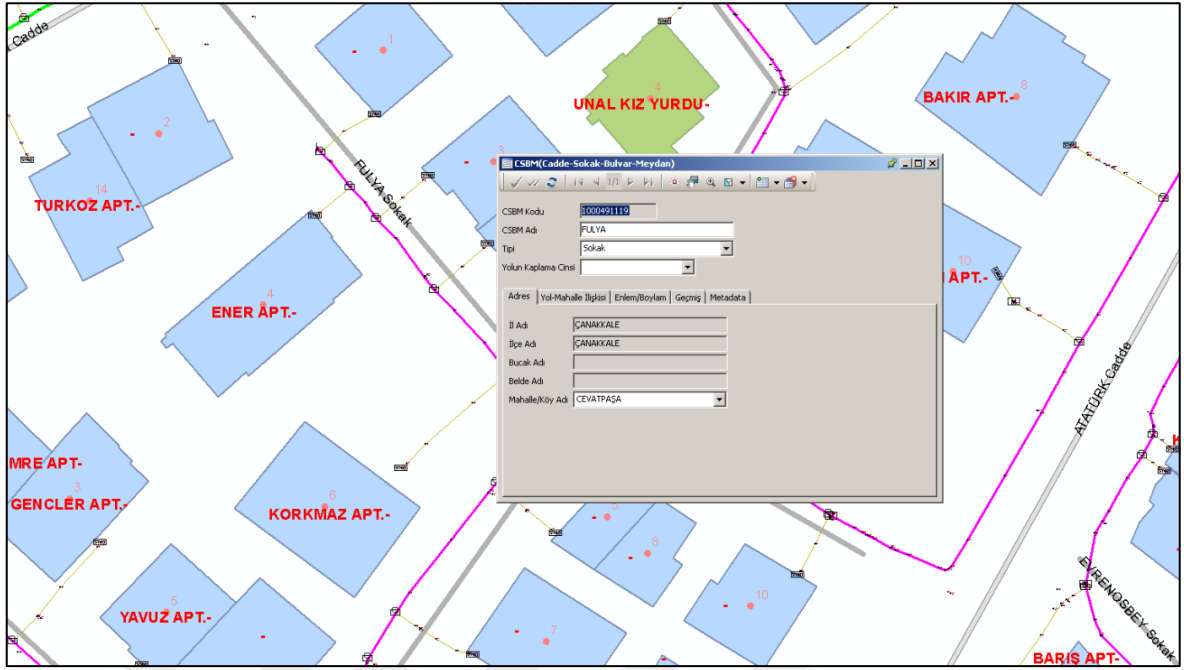 Cadde
1
4
UNAL KIZ YURDU-
8
BAKIR APT.-
2
3
FULYA Sokak
14
TURKOZ APT.-
4
ENER APT.-
10
APT.-
CSBM(Cadde-Sokak-Bulvar-Meydan)
1/1
CSBM Kodu 1000491119
CSBM Adı FULYA
Tipi Sokak
Yolun Kaplama Cinsi
Adres Yol-Mahalle İlişkisi Enlem/Boylam Geçmiş Metadata
İl Adı ÇANAKKALE
İlçe Adı ÇANAKKALE
Bucak Adı
Belde Adı
Mahalle/Köy Adı CEVATPAŞA
ATATÜRK Cadde
MRE APT-
3
GENCLER APT.-
6
KORKMAZ APT.-
5
8
10
5
YAVUZ APT.-
7
EVRENOSBEY Sokak
BARIS APT-